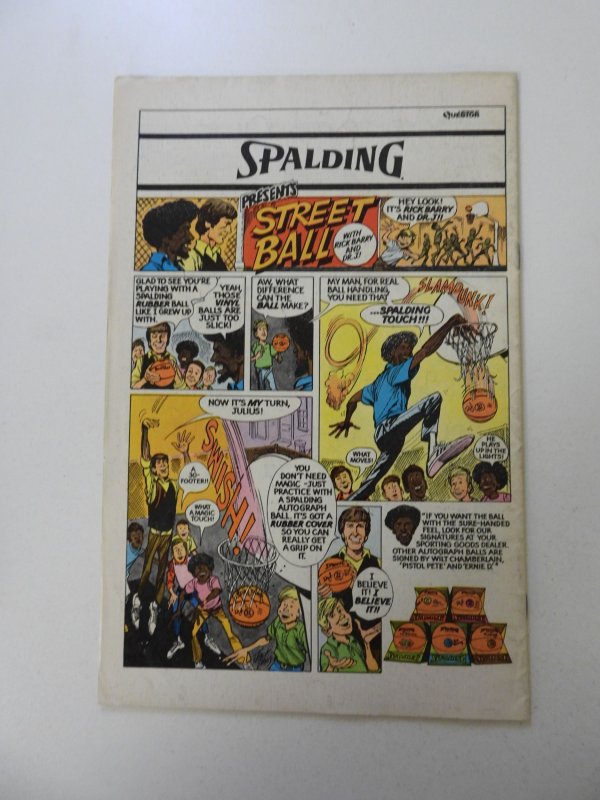 QUESTOR
SPALDING
PRESENTS
STREET
BALL
WITH
RICK BARRY
AND
DR. J!
HEY LOOK!
IT'S RICK BARRY
AND DR. J!!
GLAD TO SEE YOU'RE
PLAYING WITH A
SPALDING
RUBBER BALL
LIKE I GREW UP
WITH.
YEAH,
THOSE
VINYL
BALLS ARE
JUST TOO
SLICK!
AW, WHAT
DIFFERENCE
CAN THE
BALL MAKE?
MY MAN, FOR REAL
BALL HANDLING,
YOU NEED THAT
...SPALDING
TOUCH!!!
SLAMDUNK!
WHAT
MOVES!
HE
PLAYS
UP IN THE
LIGHTS!
NOW IT'S MY TURN,
JULIUS!
A
30-
FOOTER!!
WHAT
A MAGIC
TOUCH!
SWISH!
YOU
DON'T NEED
MAGIC-JUST
PRACTICE WITH
A SPALDING
AUTOGRAPH
BALL. IT'S GOT A
RUBBER COVER
SO YOU CAN
REALLY GET
A GRIP ON
IT.
I
BELIEVE
IT! I
BELIEVE
IT!!
"IF YOU WANT THE BALL
WITH THE SURE-HANDED
FEEL, LOOK FOR OUR
SIGNATURES AT YOUR
SPORTING GOODS DEALER.
OTHER AUTOGRAPH BALLS ARE
SIGNED BY WILT CHAMBERLAIN,
'PISTOL PETE' AND 'ERNIE D.'"